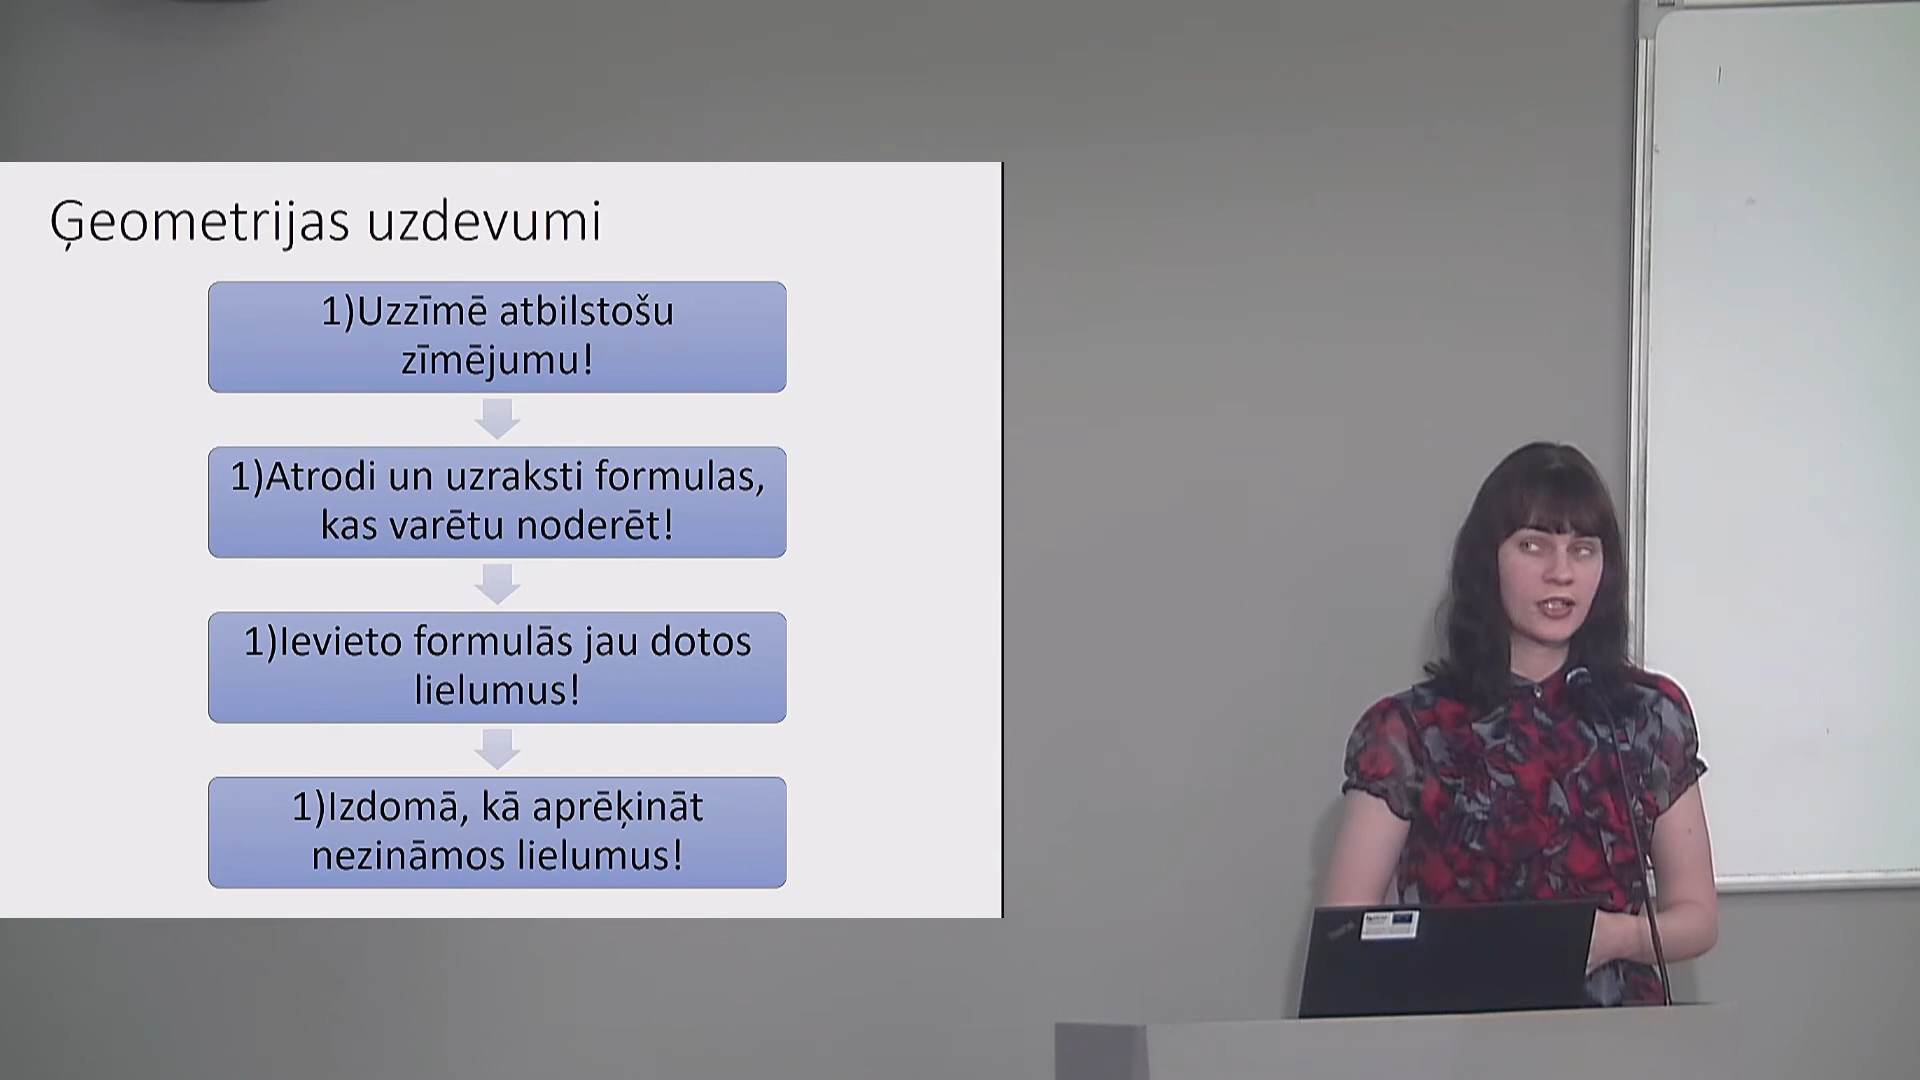 Ģeometrijas uzdevumi
1)Uzzīmē atbilstošu
zīmējumu!
1)Atrodi un uzraksti formulas,
kas varētu noderēt!
1)Ievieto formulās jau dotos
lielumus!
1)Izdomā, kā aprēķināt
nezināmos lielumus!